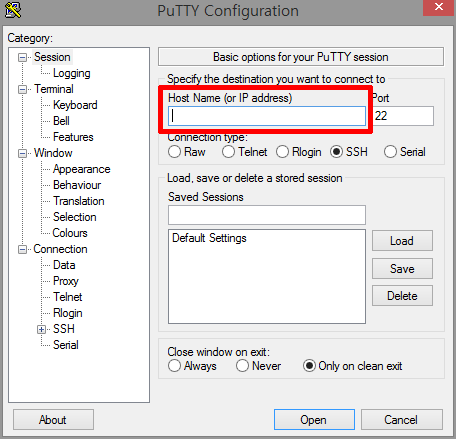 PuTTY Configuration
Category:
Session
Logging
Terminal
Keyboard
Bell
Features
Window
Appearance
Behaviour
Translation
Selection
Colours
Connection
Data
Proxy
Telnet
Rlogin
SSH
Serial
Basic options for your PuTTY session
Specify the destination you want to connect to
Host Name (or IP address) Port
22
Connection type:
Raw Telnet Rlogin SSH Serial
Load, save or delete a stored session
Saved Sessions
Default Settings
Load
Save
Delete
Close window on exit:
Always Never Only on clean exit
About Open Cancel